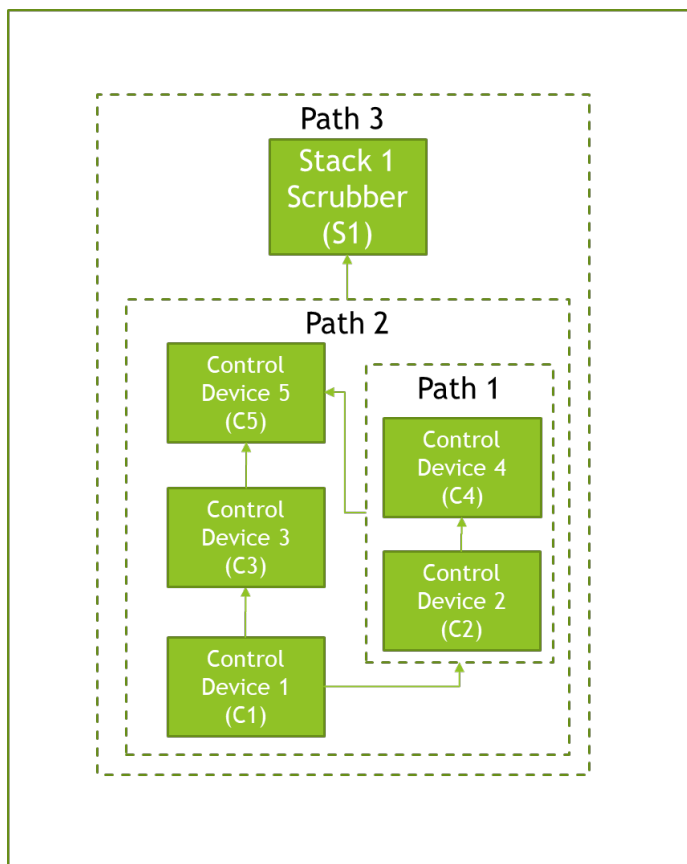 Path 3
Stack 1
Scrubber
(S1)
Path 2
Control
Device 5
(C5)
Path 1
Control
Device 4
(C4)
Control
Device 3
(C3)
Control
Device 2
(C2)
Control
Device 1
(C1)